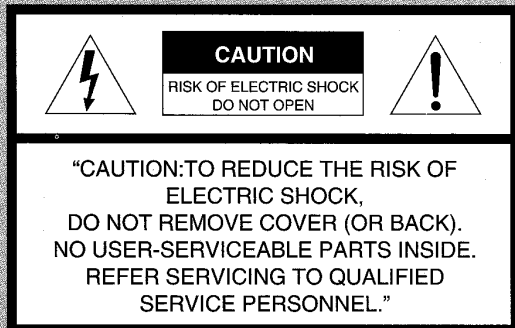 CAUTION
RISK OF ELECTRIC SHOCK
DO NOT OPEN
“CAUTION:TO REDUCE THE RISK OF
ELECTRIC SHOCK,
DO NOT REMOVE COVER (OR BACK).
NO USER-SERVICEABLE PARTS INSIDE.
REFER SERVICING TO QUALIFIED
SERVICE PERSONNEL.”